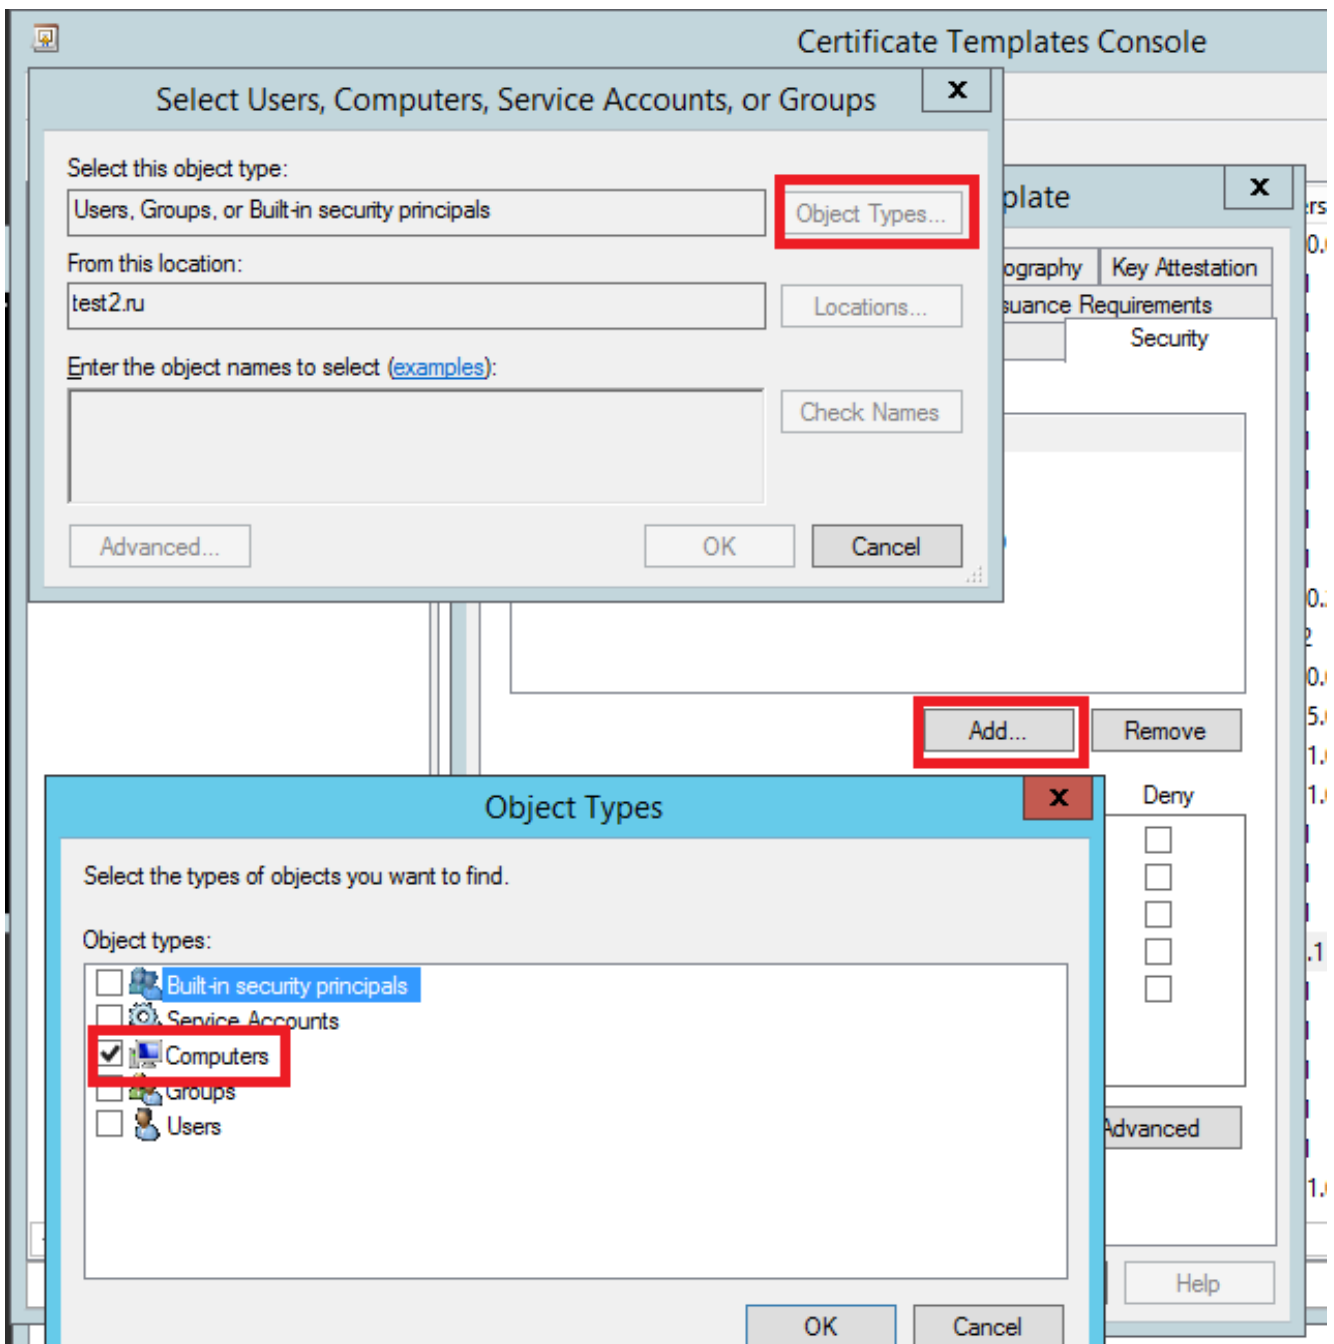 Certificate Templates Console
Select Users, Computers, Service Accounts, or Groups
x
Select this object type:
Users, Groups, or Built-in security principals
Object Types...
From this location:
test2.ru
Locations...
Enter the object names to select (examples):
Check Names
Advanced...
OK
Cancel
x
Key Attestation
Requirements
Security
Add...
Remove
Deny
Advanced
Help
Object Types
x
Select the types of objects you want to find.
Object types:
Built-in security principals
Service Accounts
Computers
Groups
Users
OK
Cancel